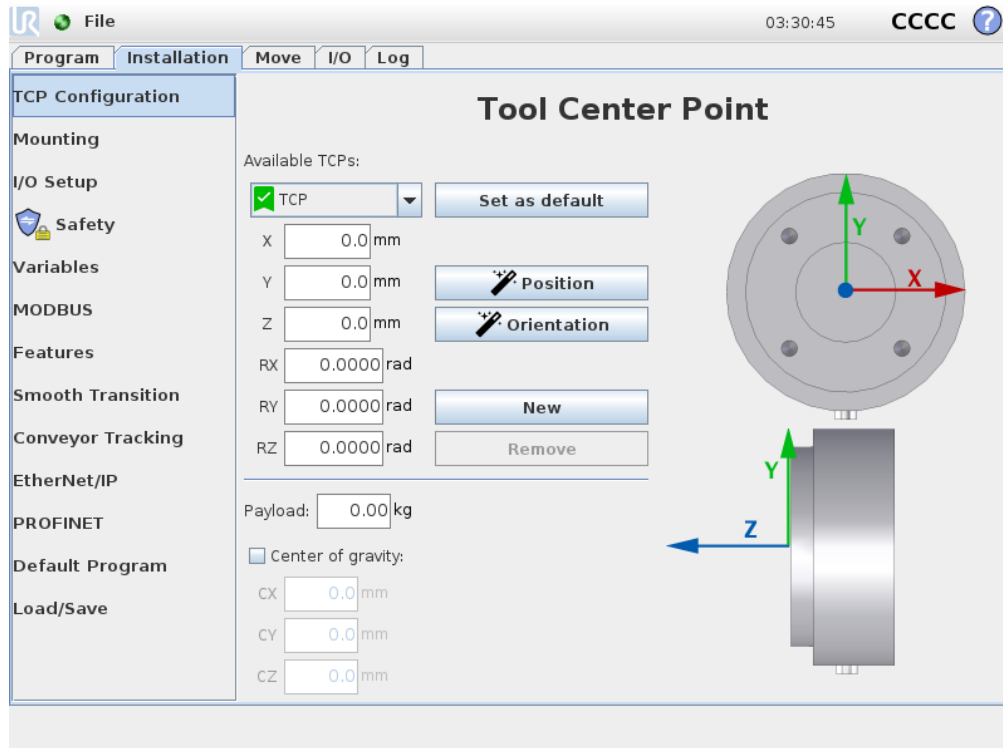 UR File 03:30:45 CCCC ?
Program Installation Move I/O Log
TCP Configuration
Mounting
I/O Setup
Safety
Variables
MODBUS
Features
Smooth Transition
Conveyor Tracking
EtherNet/IP
PROFINET
Default Program
Load/Save
Tool Center Point
Available TCPs:
TCP Set as default
X 0.0 mm
Y 0.0 mm Position
Z 0.0 mm Orientation
RX 0.0000 rad
RY 0.0000 rad New
RZ 0.0000 rad Remove
Payload: 0.00 kg
Center of gravity:
CX 0.0 mm
CY 0.0 mm
CZ 0.0 mm
Y
X
Y
Z